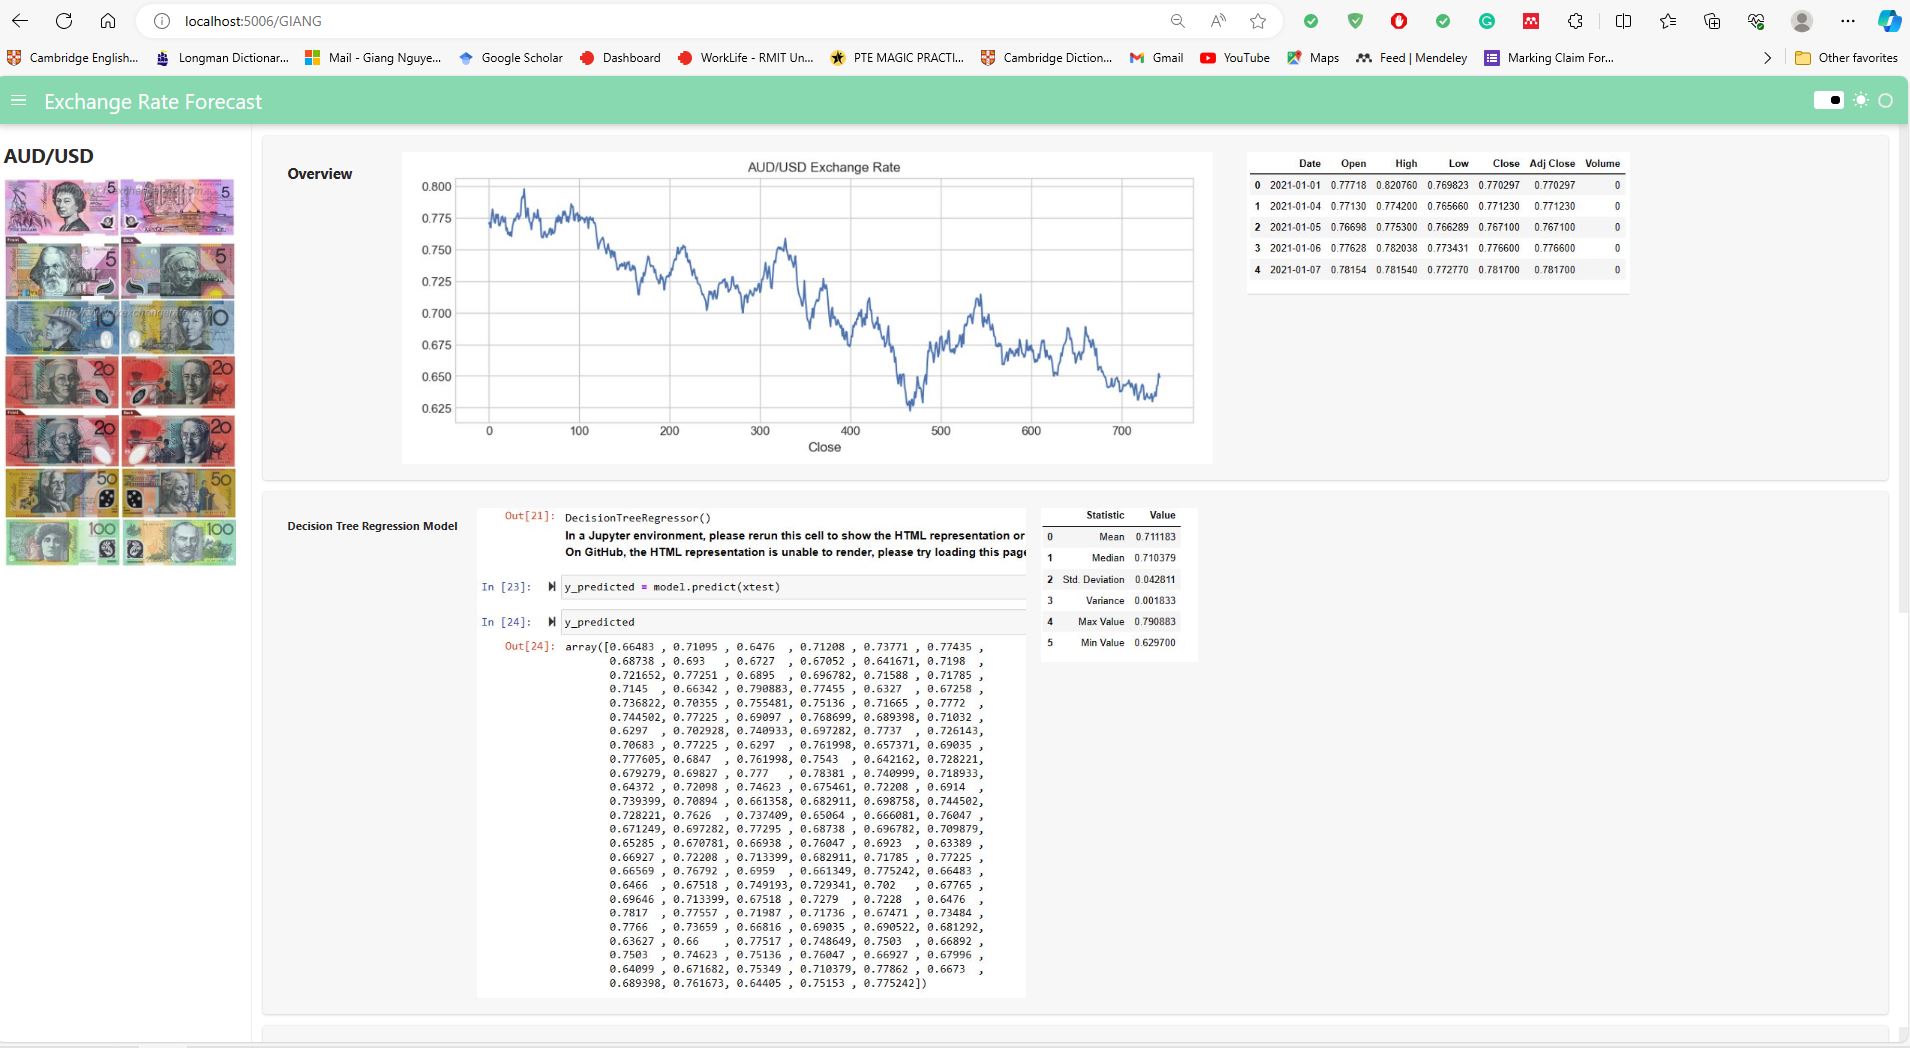 localhost:5006/GIANG
Cambridge English... Longman Dictionar... Mail - Giang Nguye... Google Scholar Dashboard WorkLife - RMIT Un... PTE MAGIC PRACTI... Cambridge Diction... Gmail YouTube Maps Feed | Mendeley Marking Claim For... Other favorites
Exchange Rate Forecast
AUD/USD
5 5
Front Back
5 5
10 10
20 20
Front Back
20 20
50 50
100 100
Overview
AUD/USD Exchange Rate
0.800
0.775
0.750
0.725
0.700
0.675
0.650
0.625
0 100 200 300 400 500 600 700
Close
Date Open High Low Close Adj Close Volume
0 2021-01-01 0.77718 0.820760 0.769823 0.770297 0.770297 0
1 2021-01-04 0.77130 0.774200 0.765660 0.771230 0.771230 0
2 2021-01-05 0.76698 0.775300 0.766289 0.767100 0.767100 0
3 2021-01-06 0.77628 0.782038 0.773431 0.776600 0.776600 0
4 2021-01-07 0.78154 0.781540 0.772770 0.781700 0.781700 0
Decision Tree Regression Model
Out[21]: DecisionTreeRegressor()
In a Jupyter environment, please rerun this cell to show the HTML representation or
On GitHub, the HTML representation is unable to render, please try loading this page
In [23]: y_predicted = model.predict(xtest)
In [24]: y_predicted
Out[24]: array([0.66483 , 0.71095 , 0.6476 , 0.71208 , 0.73771 , 0.77435 ,
0.68738 , 0.693 , 0.6727 , 0.67052 , 0.641671, 0.7198 ,
0.721652, 0.77251 , 0.6895 , 0.696782, 0.71588 , 0.71785 ,
0.7145 , 0.66342 , 0.790883, 0.77455 , 0.6327 , 0.67258 ,
0.736822, 0.70355 , 0.755481, 0.75136 , 0.71665 , 0.7772 ,
0.744502, 0.77225 , 0.69097 , 0.768699, 0.689398, 0.71032 ,
0.6297 , 0.702928, 0.740933, 0.697282, 0.7737 , 0.726143,
0.70683 , 0.77225 , 0.6297 , 0.761998, 0.657371, 0.69035 ,
0.777605, 0.6847 , 0.761998, 0.7543 , 0.642162, 0.728221,
0.679279, 0.69827 , 0.777 , 0.78381 , 0.740999, 0.718933,
0.64372 , 0.72098 , 0.74623 , 0.675461, 0.72208 , 0.6914 ,
0.739399, 0.70894 , 0.661358, 0.682911, 0.698758, 0.744502,
0.728221, 0.7626 , 0.737409, 0.65064 , 0.666081, 0.76047 ,
0.671249, 0.697282, 0.77295 , 0.68738 , 0.696782, 0.709879,
0.65285 , 0.670781, 0.66938 , 0.76047 , 0.6923 , 0.63389 ,
0.66927 , 0.72208 , 0.713399, 0.682911, 0.71785 , 0.77225 ,
0.66569 , 0.76792 , 0.6959 , 0.661349, 0.775242, 0.66483 ,
0.6466 , 0.67518 , 0.749193, 0.729341, 0.702 , 0.67765 ,
0.69646 , 0.713399, 0.67518 , 0.7279 , 0.7228 , 0.6476 ,
0.7817 , 0.77557 , 0.71987 , 0.71736 , 0.67471 , 0.73484 ,
0.7766 , 0.73659 , 0.66816 , 0.69035 , 0.690522, 0.681292,
0.63627 , 0.66 , 0.77517 , 0.748649, 0.7503 , 0.66892 ,
0.7503 , 0.74623 , 0.75136 , 0.76047 , 0.66927 , 0.67996 ,
0.64099 , 0.671682, 0.75349 , 0.710379, 0.77862 , 0.6673 ,
0.689398, 0.761673, 0.64405 , 0.75153 , 0.775242])
Statistic Value
0 Mean 0.711183
1 Median 0.710379
2 Std. Deviation 0.042811
3 Variance 0.001833
4 Max Value 0.790883
5 Min Value 0.629700